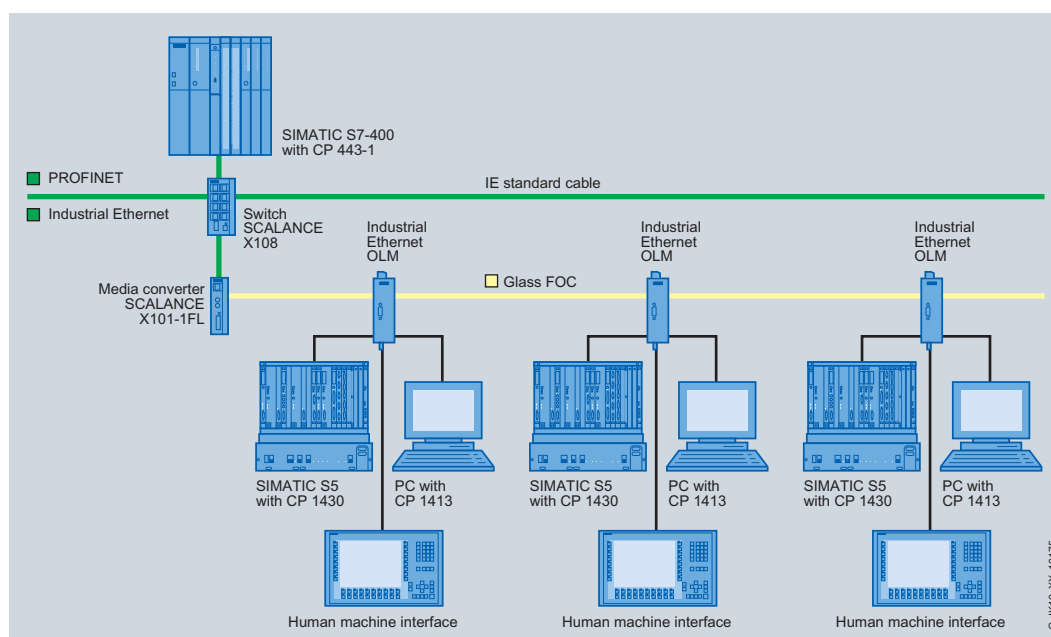 SIMATIC S7-400
with CP 443-1
PROFINET
IE standard cable
Industrial Ethernet
Switch
SCALANCE
X108
Industrial
Ethernet
OLM
Industrial
Ethernet
OLM
Industrial
Ethernet
OLM
Media converter
SCALANCE
X101-1FL
Glass FOC
SIMATIC S5
with CP 1430
PC with
CP 1413
SIMATIC S5
with CP 1430
PC with
CP 1413
SIMATIC S5
with CP 1430
PC with
CP 1413
Human machine interface
Human machine interface
Human machine interface